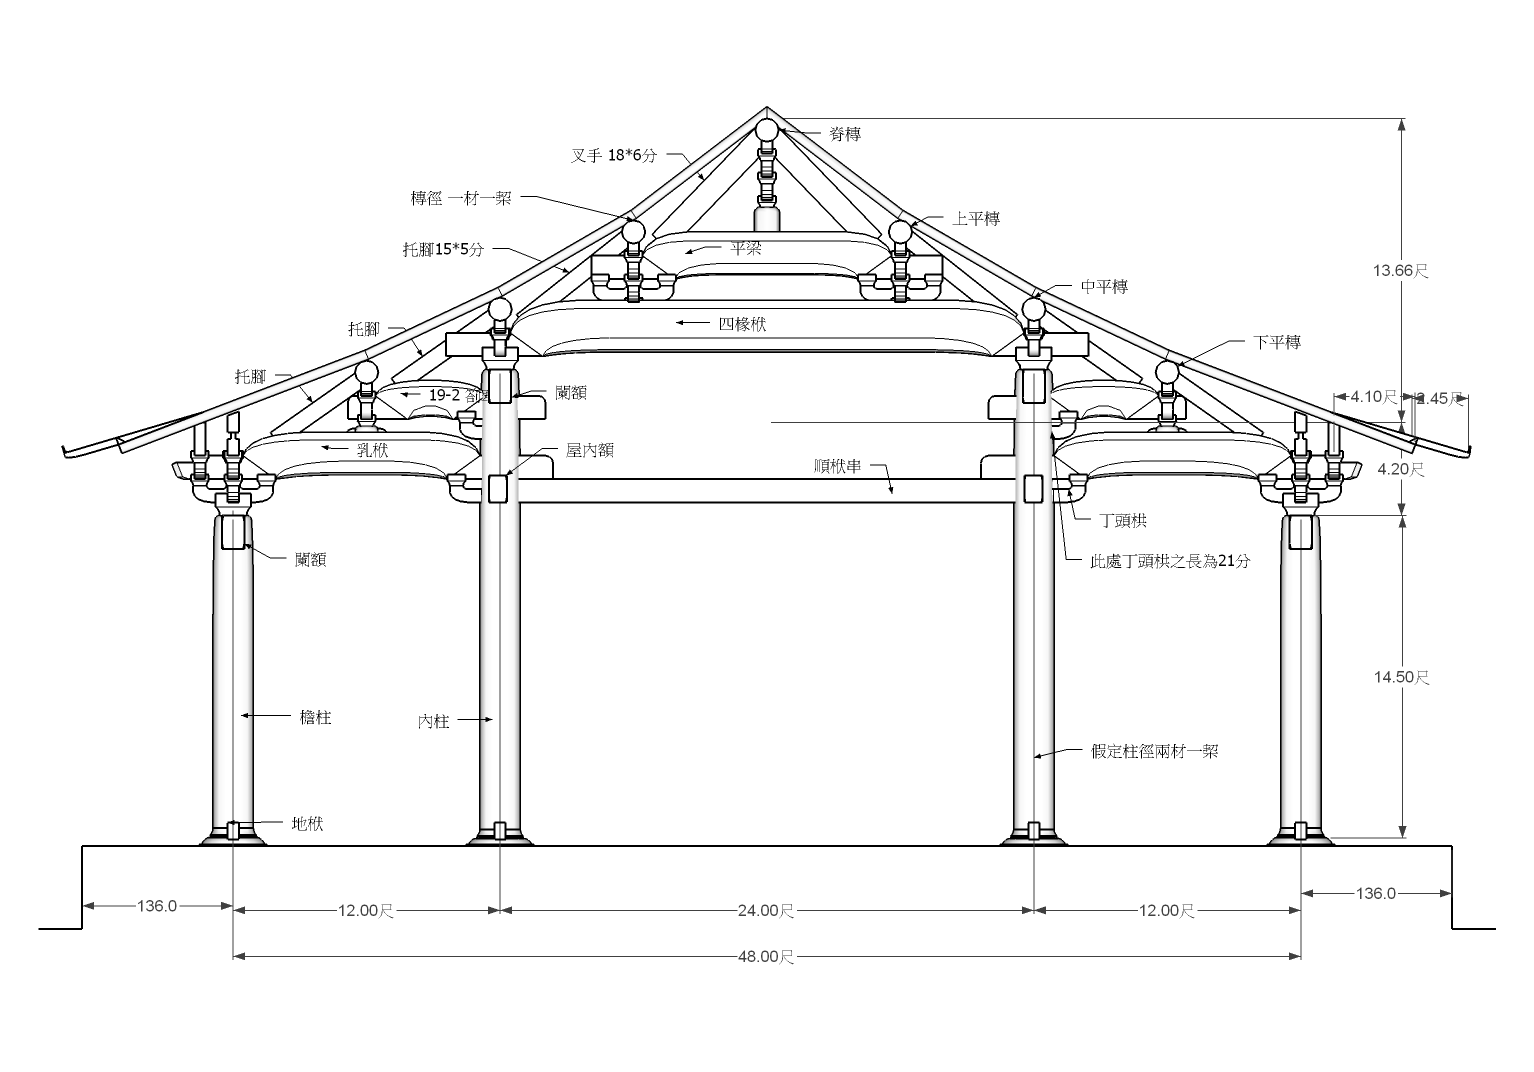 脊槫
叉手 18*6分
槫徑 一材一栔
上平槫
托腳15*5分
平梁
13.66尺
中平槫
四椽栿
托腳
下平槫
托腳
19-2
闌額
4.10尺
2.45尺
乳栿
屋內額
順栿串
4.20尺
丁頭栱
闌額
此處丁頭栱之長為21分
14.50尺
檐柱
內柱
假定柱徑兩材一栔
地栿
136.0
12.00尺
24.00尺
12.00尺
136.0
48.00尺